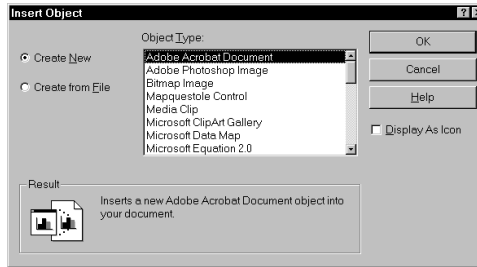 Insert Object
Object Type:
Create New
Create from File
Adobe Acrobat Document
Adobe Photoshop Image
Bitmap Image
Mapquestole Control
Media Clip
Microsoft ClipArt Gallery
Microsoft Data Map
Microsoft Equation 2.0
OK
Cancel
Help
Display As Icon
Result
Inserts a new Adobe Acrobat Document object into
your document.